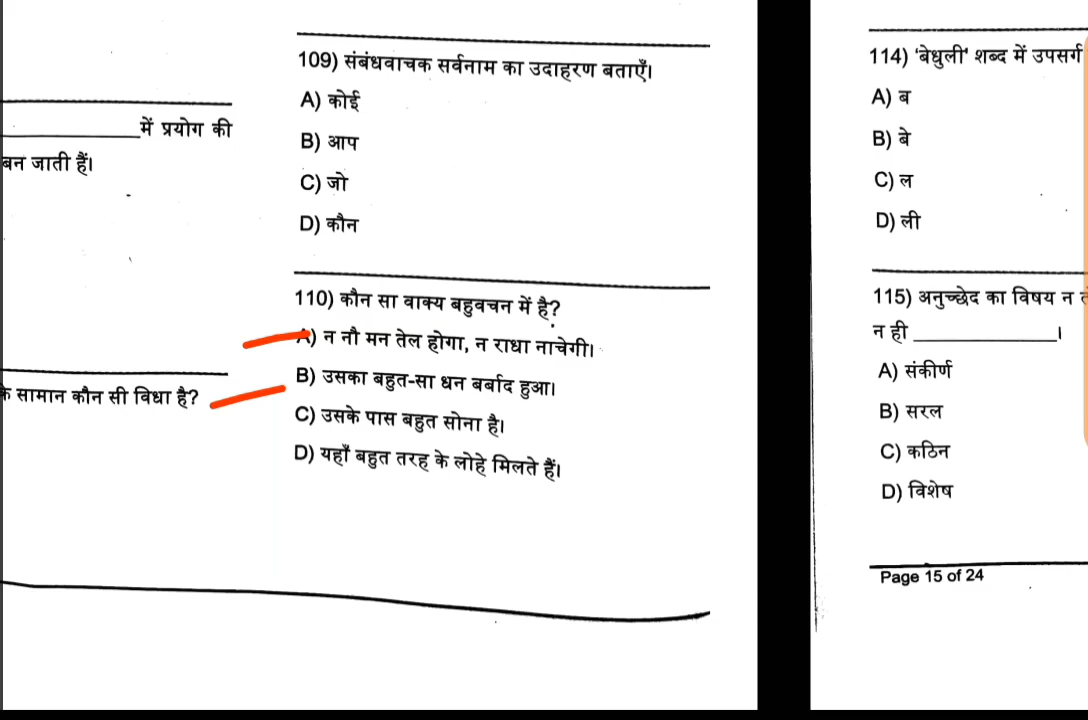 में प्रयोग की
बन जाती हैं।
के सामान कौन सी विधा है?
109) संबंधवाचक सर्वनाम का उदाहरण बताएँ।
A) कोई
B) आप
C) जो
D) कौन
110) कौन सा वाक्य बहुवचन में है?
A) न नौ मन तेल होगा, न राधा नाचेगी।
B) उसका बहुत-सा धन बर्बाद हुआ।
C) उसके पास बहुत सोना है।
D) यहाँ बहुत तरह के लोहे मिलते हैं।
114) 'बेधुली' शब्द में उपसर्ग
A) ब
B) बे
C) ल
D) ली
115) अनुच्छेद का विषय न
न ही ____________।
A) संकीर्ण
B) सरल
C) कठिन
D) विशेष
Page 15 of 24